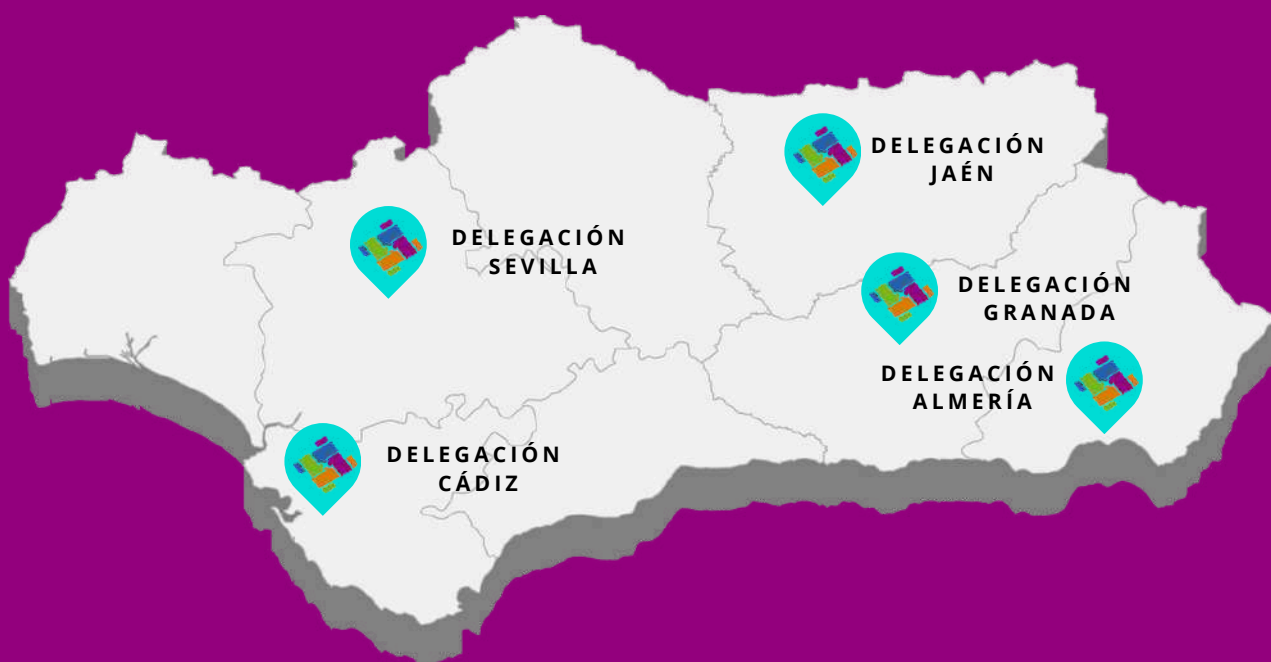 DELEGACIÓN
JAÉN
DELEGACIÓN
SEVILLA
DELEGACIÓN
GRANADA
DELEGACIÓN
ALMERÍA
DELEGACIÓN
CÁDIZ